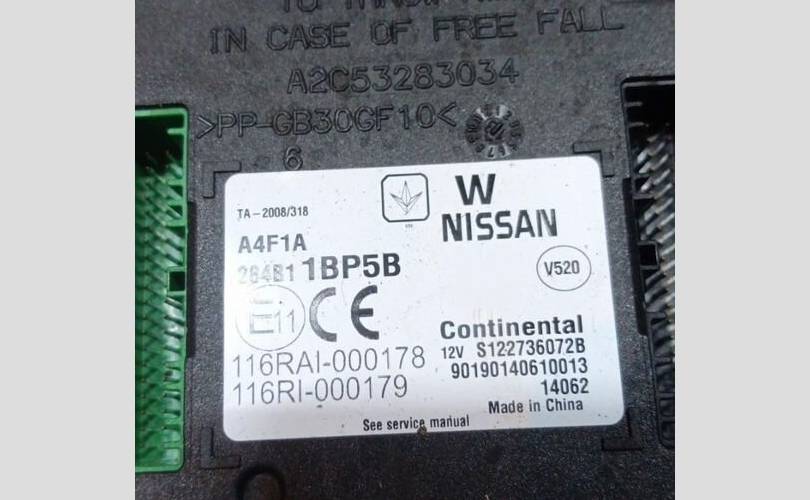 IN CASE OF FREE FALL
A2C53283034
>PP-GB30GF10<
6
TA - 2008/318
W
NISSAN
A4F1A
284B1 1BP5B
V520
E11 CE
Continental
116RAI-000178
12V S122736072B
116RI-000179
90190140610013
14062
Made in China
See service manual